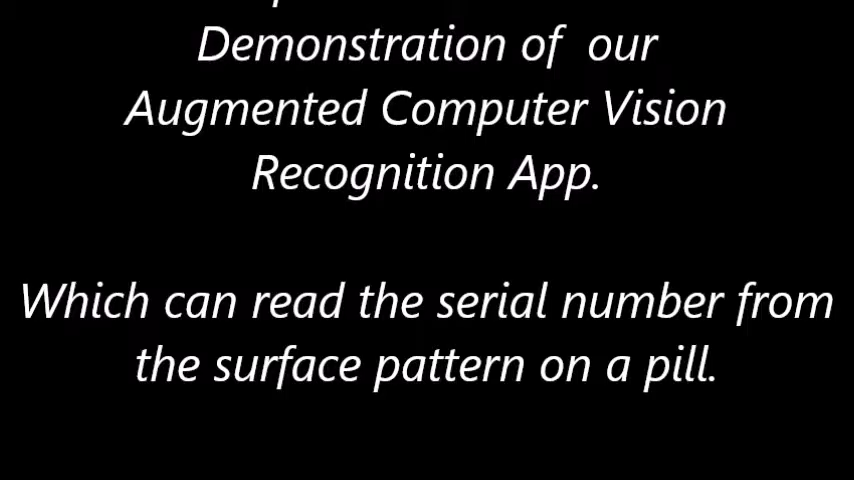 Demonstration of our
Augmented Computer Vision
Recognition App.
Which can read the serial number from
the surface pattern on a pill.